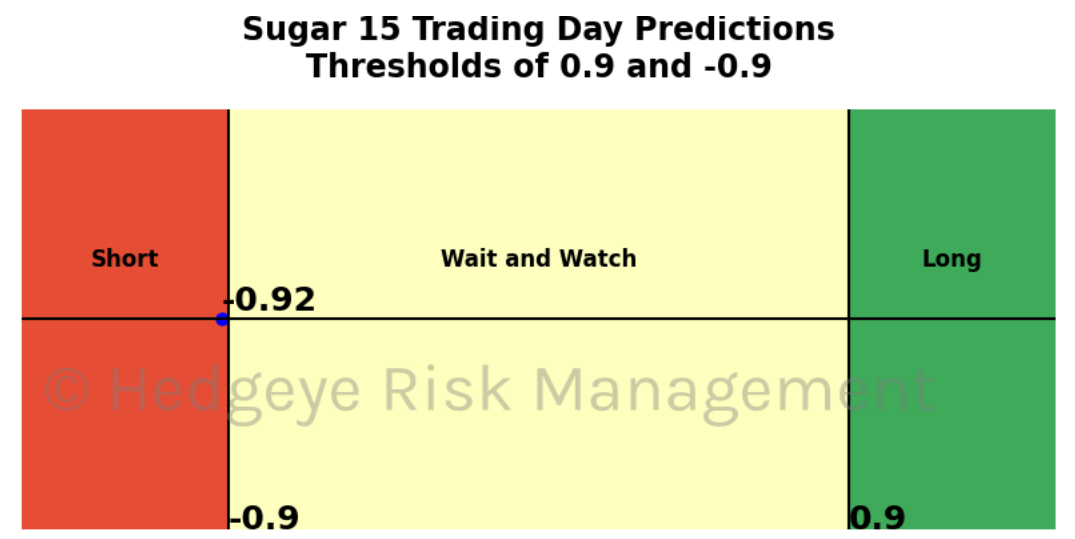 Sugar 15 Trading Day Predictions
Thresholds of 0.9 and -0.9
Short Wait and Watch Long
-0.92
© Hedgeye Risk Management
-0.9 0.9